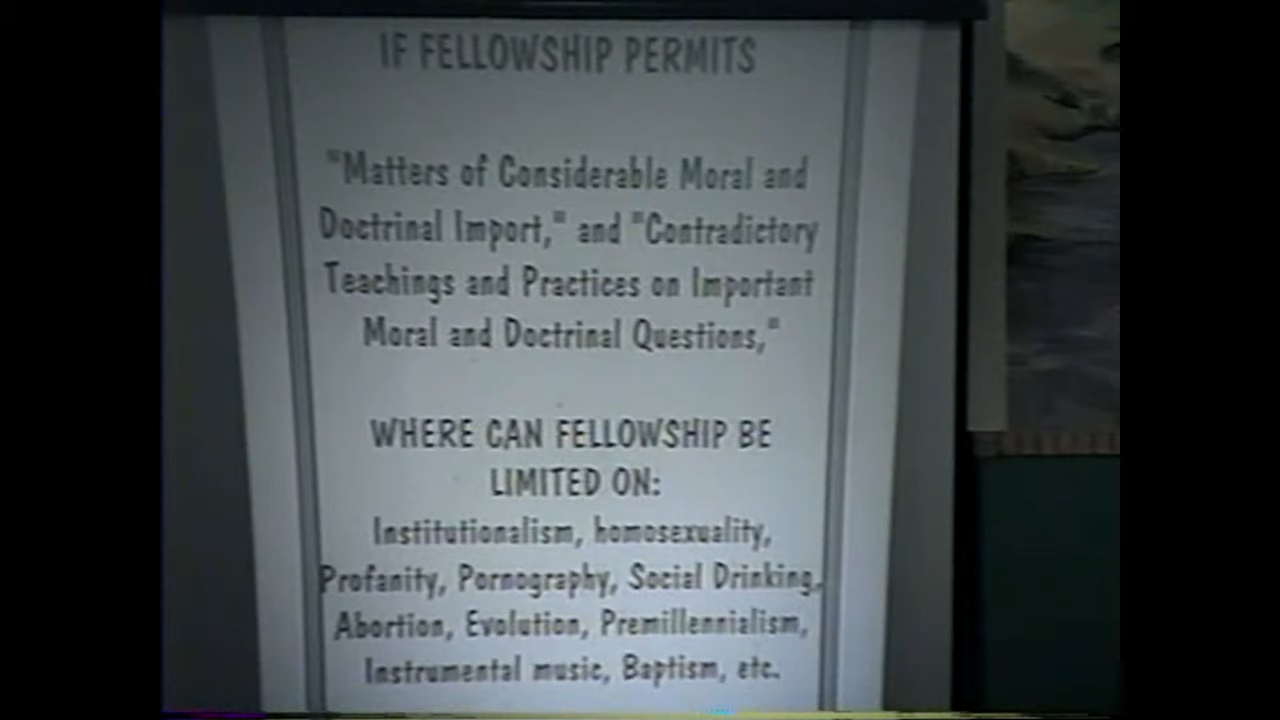 IF FELLOWSHIP PERMITS
"Matters of Considerable Moral and
Doctrinal Import," and "Contradictory
Teachings and Practices on Important
Moral and Doctrinal Questions,"
WHERE CAN FELLOWSHIP BE
LIMITED ON:
Institutionalism, homosexuality,
Profanity, Pornography, Social Drinking,
Abortion, Evolution, Premillennialism,
Instrumental music, Baptism, etc.